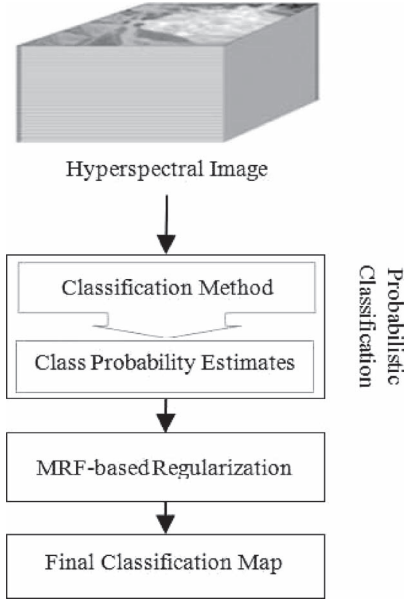 Hyperspectral Image
Classification Method
Class Probability Estimates
Probabilistic
Classification
MRF-based Regularization
Final Classification Map